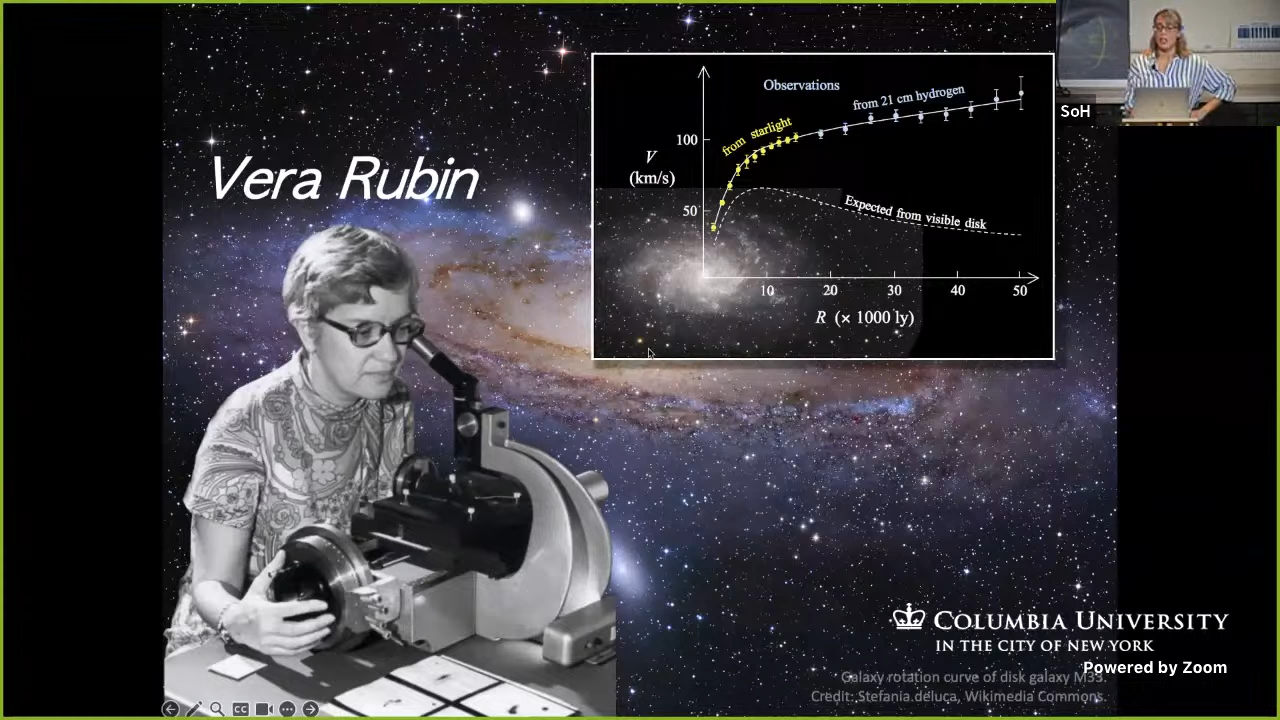 SoH
Vera Rubin
Observations
from starlight
from 21 cm hydrogen
V
(km/s)
100
50
Expected from visible disk
10 20 30 40 50
R (× 1000 ly)
COLUMBIA UNIVERSITY
IN THE CITY OF NEW YORK
Powered by Zoom
Galaxy rotation curve of disk galaxy M33.
Credit: Stefania.deluca, Wikimedia Commons.
CC